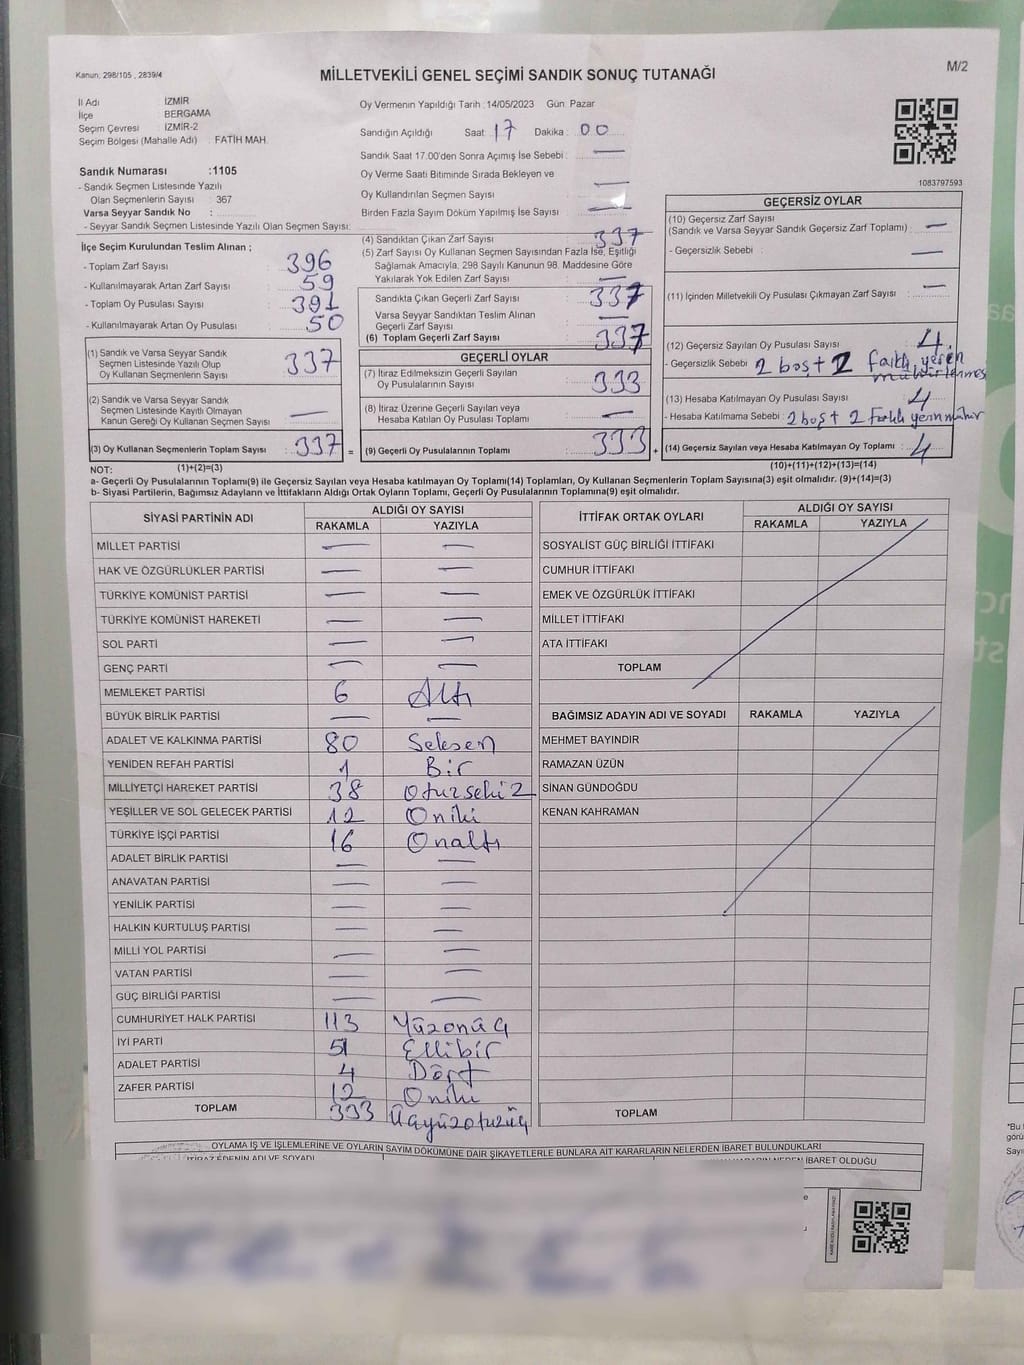 Kanun; 298/105 , 2839/4
MİLLETVEKİLİ GENEL SEÇİMİ SANDIK SONUÇ TUTANAĞI
M/2
İl Adı : İZMİR
İlçe : BERGAMA
Seçim Çevresi : İZMİR-2
Seçim Bölgesi (Mahalle Adı) : FATİH MAH.
Sandık Numarası :1105
- Sandık Seçmen Listesinde Yazılı
Olan Seçmenlerin Sayısı : 367
Varsa Seyyar Sandık No :
- Seyyar Sandık Seçmen Listesinde Yazılı Olan Seçmen Sayısı:
Oy Vermenin Yapıldığı Tarih :14/05/2023 Gün: Pazar
Sandığın Açıldığı Saat: 17 Dakika : 00
Sandık Saat 17.00'den Sonra Açımış İse Sebebi : —
Oy Verme Saati Bitiminde Sırada Bekleyen ve
Oy Kullandırılan Seçmen Sayısı : —
Birden Fazla Sayım Döküm Yapılmış İse Sayısı : —
1083797593
İlçe Seçim Kurulundan Teslim Alınan ;
- Toplam Zarf Sayısı : 396
- Kullanılmayarak Artan Zarf Sayısı : 59
- Toplam Oy Pusulası Sayısı : 391
- Kullanılmayarak Artan Oy Pusulası : 50
(1) Sandık ve Varsa Seyyar Sandık
Seçmen Listesinde Yazılı Olup
Oy Kullanan Seçmenlerin Sayısı : 337
(2) Sandık ve Varsa Seyyar Sandık
Seçmen Listesinde Kayıtlı Olmayan
Kanun Gereği Oy Kullanan Seçmen Sayısı : —
(3) Oy Kullanan Seçmenlerin Toplam Sayısı : 337 =
(4) Sandıktan Çıkan Zarf Sayısı : 337
(5) Zarf Sayısı Oy Kullanan Seçmen Sayısından Fazla İse, Eşitliği
Sağlamak Amacıyla; 298 Sayılı Kanunun 98. Maddesine Göre
Yakılarak Yok Edilen Zarf Sayısı : —
Sandıkta Çıkan Geçerli Zarf Sayısı : 337
Varsa Seyyar Sandıktan Teslim Alınan
Geçerli Zarf Sayısı : —
(6) Toplam Geçerli Zarf Sayısı : 337
GEÇERLİ OYLAR
(7) İtiraz Edilmeksizin Geçerli Sayılan
Oy Pusulalarının Sayısı : 333
(8) İtiraz Üzerine Geçerli Sayılan veya
Hesaba Katılan Oy Pusulası Toplamı : —
(9) Geçerli Oy Pusulalarının Toplamı : 333 +
GEÇERSİZ OYLAR
(10) Geçersiz Zarf Sayısı
(Sandık ve Varsa Seyyar Sandık Geçersiz Zarf Toplamı) : —
- Geçersizlik Sebebi : —
(11) İçinden Milletvekili Oy Pusulası Çıkmayan Zarf Sayısı : —
(12) Geçersiz Sayılan Oy Pusulası Sayısı : 4
- Geçersizlik Sebebi : 2 boş + 2 farklı yerin
mühürlenmes
(13) Hesaba Katılmayan Oy Pusulası Sayısı : 4
- Hesaba Katılmama Sebebi : 2 boş + 2 farklı yerin mühür
(14) Geçersiz Sayılan veya Hesaba Katılmayan Oy Toplamı : 4
NOT: (1)+(2)=(3)
(10)+(11)+(12)+(13)=(14)
a- Geçerli Oy Pusulalarının Toplamı(9) ile Geçersiz Sayılan veya Hesaba katılmayan Oy Toplamı(14) Toplamları, Oy Kullanan Seçmenlerin Toplam Sayısına(3) eşit olmalıdır. (9)+(14)=(3)
b- Siyasi Partilerin, Bağımsız Adayların ve İttifakların Aldığı Ortak Oyların Toplamı, Geçerli Oy Pusulalarının Toplamına(9) eşit olmalıdır.
SİYASİ PARTİNİN ADI ALDIĞI OY SAYISI
RAKAMLA YAZIYLA
MİLLET PARTİSİ — —
HAK VE ÖZGÜRLÜKLER PARTİSİ — —
TÜRKİYE KOMÜNİST PARTİSİ — —
TÜRKİYE KOMÜNİST HAREKETİ — —
SOL PARTİ — —
GENÇ PARTİ — —
MEMLEKET PARTİSİ 6 Altı
BÜYÜK BİRLİK PARTİSİ — —
ADALET VE KALKINMA PARTİSİ 80 Seksen
YENİDEN REFAH PARTİSİ 1 Bir
MİLLİYETÇİ HAREKET PARTİSİ 38 Otuzsekiz
YEŞİLLER VE SOL GELECEK PARTİSİ 12 Oniki
TÜRKİYE İŞÇİ PARTİSİ 16 Onaltı
ADALET BİRLİK PARTİSİ — —
ANAVATAN PARTİSİ — —
YENİLİK PARTİSİ — —
HALKIN KURTULUŞ PARTİSİ — —
MİLLİ YOL PARTİSİ — —
VATAN PARTİSİ — —
GÜÇ BİRLİĞİ PARTİSİ — —
CUMHURİYET HALK PARTİSİ 113 Yüzonüç
İYİ PARTİ 51 Ellibir
ADALET PARTİSİ 4 Dört
ZAFER PARTİSİ 12 Oniki
TOPLAM 333 Üçyüzotuzüç
İTTİFAK ORTAK OYLARI ALDIĞI OY SAYISI
RAKAMLA YAZIYLA
SOSYALİST GÜÇ BİRLİĞİ İTTİFAKI
CUMHUR İTTİFAKI
EMEK VE ÖZGÜRLÜK İTTİFAKI
MİLLET İTTİFAKI
ATA İTTİFAKI
TOPLAM
BAĞIMSIZ ADAYIN ADI VE SOYADI RAKAMLA YAZIYLA
MEHMET BAYINDIR
RAMAZAN ÜZÜN
SİNAN GÜNDOĞDU
KENAN KAHRAMAN
TOPLAM
OYLAMA İŞ VE İŞLEMLERİNE VE OYLARIN SAYIM DÖKÜMÜNE DAİR ŞİKAYETLERLE BUNLARA AİT KARARLARIN NELERDEN İBARET BULUNDUKLARI
İTİRAZ EDENİN ADI VE SOYADI
İBARET OLDUĞU